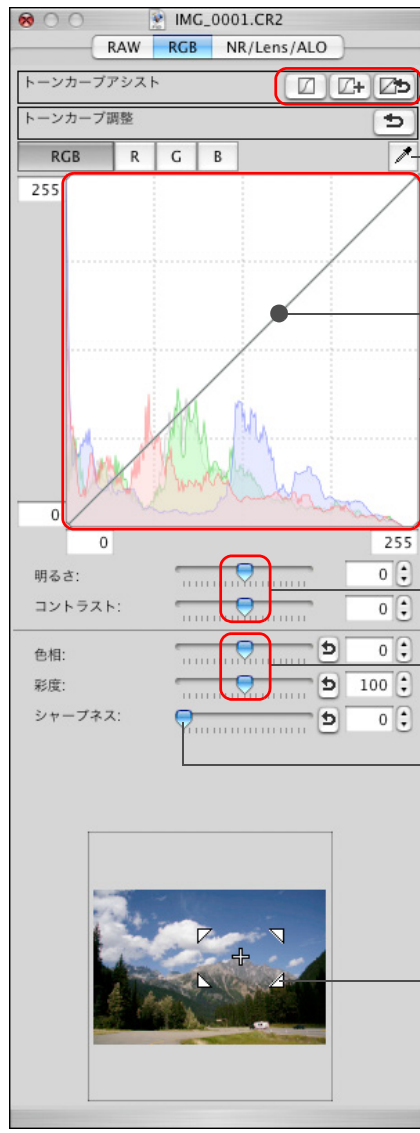 IMG_0001.CR2
RAW RGB NR/Lens/ALO
トーンカーブアシスト
トーンカーブ調整
RGB R G B
255
0
0 255
明るさ: 0
コントラスト: 0
色相: 0
彩度: 100
シャープネス: 0